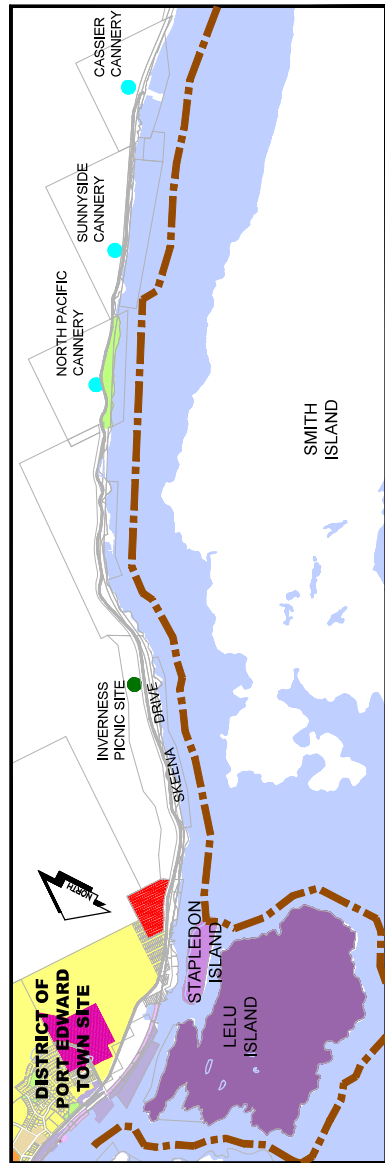 CASSIER
CANNERY
SUNNYSIDE
CANNERY
NORTH PACIFIC
CANNERY
SMITH
ISLAND
INVERNESS
PICNIC SITE
SKEENA DRIVE
NORTH
STAPLEDON
ISLAND
LELU
ISLAND
DISTRICT OF
PORT EDWARD
TOWN SITE